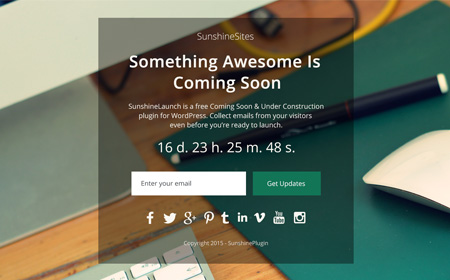 SunshineSites
Something Awesome Is
Coming Soon
SunshineLaunch is a free Coming Soon & Under Construction
plugin for WordPress. Collect emails from your visitors
even before you're ready to launch.
16 d. 23 h. 25 m. 48 s.
Enter your email
Get Updates
Copyright 2015 - SunshinePlugin